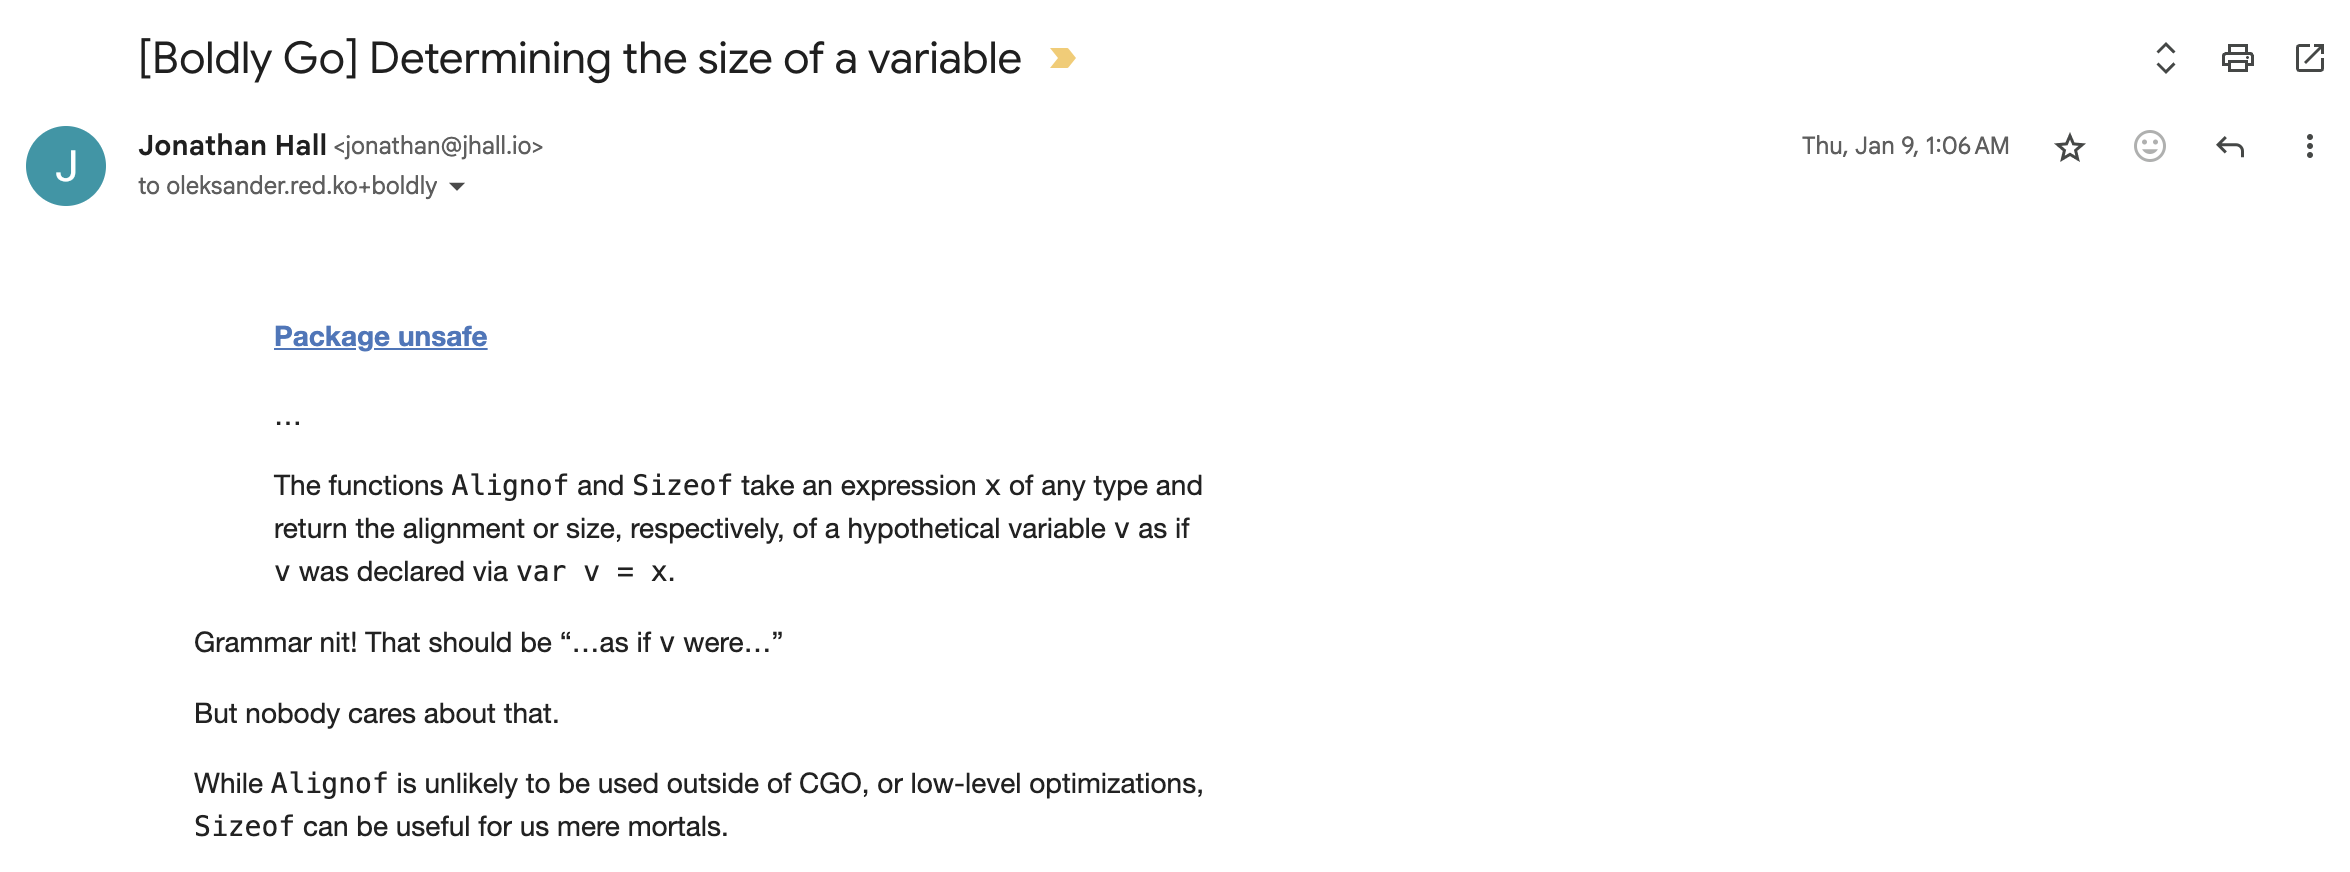 [Boldly Go] Determining the size of a variable
Jonathan Hall <jonathan@jhall.io>
Thu, Jan 9, 1:06 AM
J
to oleksander.red.ko+boldly
Package unsafe
…
The functions Alignof and Sizeof take an expression x of any type and
return the alignment or size, respectively, of a hypothetical variable v as if
v was declared via var v = x.
Grammar nit! That should be “…as if v were…”
But nobody cares about that.
While Alignof is unlikely to be used outside of CGO, or low-level optimizations,
Sizeof can be useful for us mere mortals.